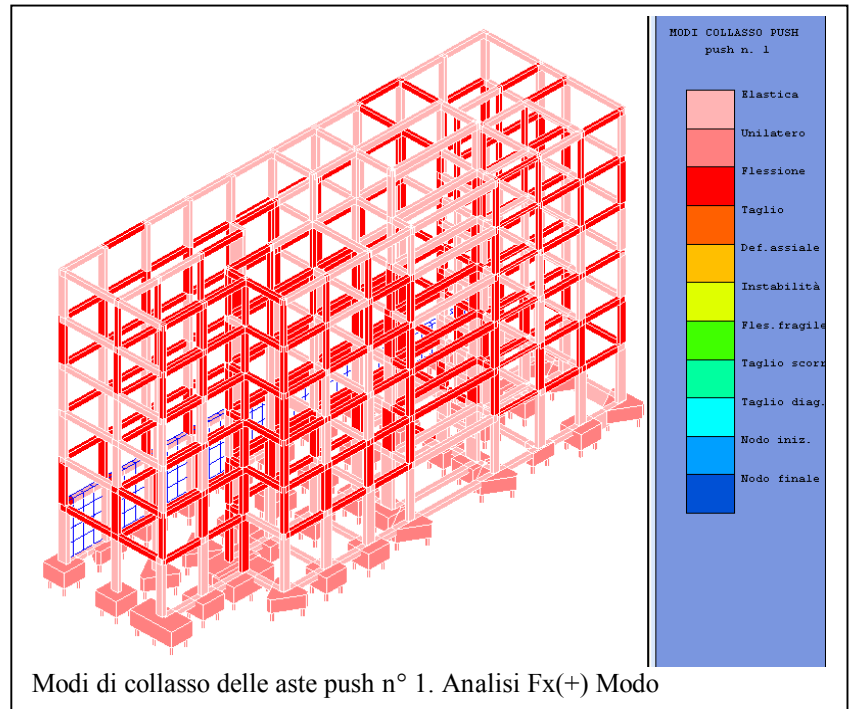 MODI COLLASSO PUSH
push n. 1
Elastica
Unilatero
Flessione
Taglio
Def.assiale
Instabilità
Fles.fragile
Taglio scorr
Taglio diag.
Nodo iniz.
Nodo finale
Modi di collasso delle aste push n° 1. Analisi Fx(+) Modo